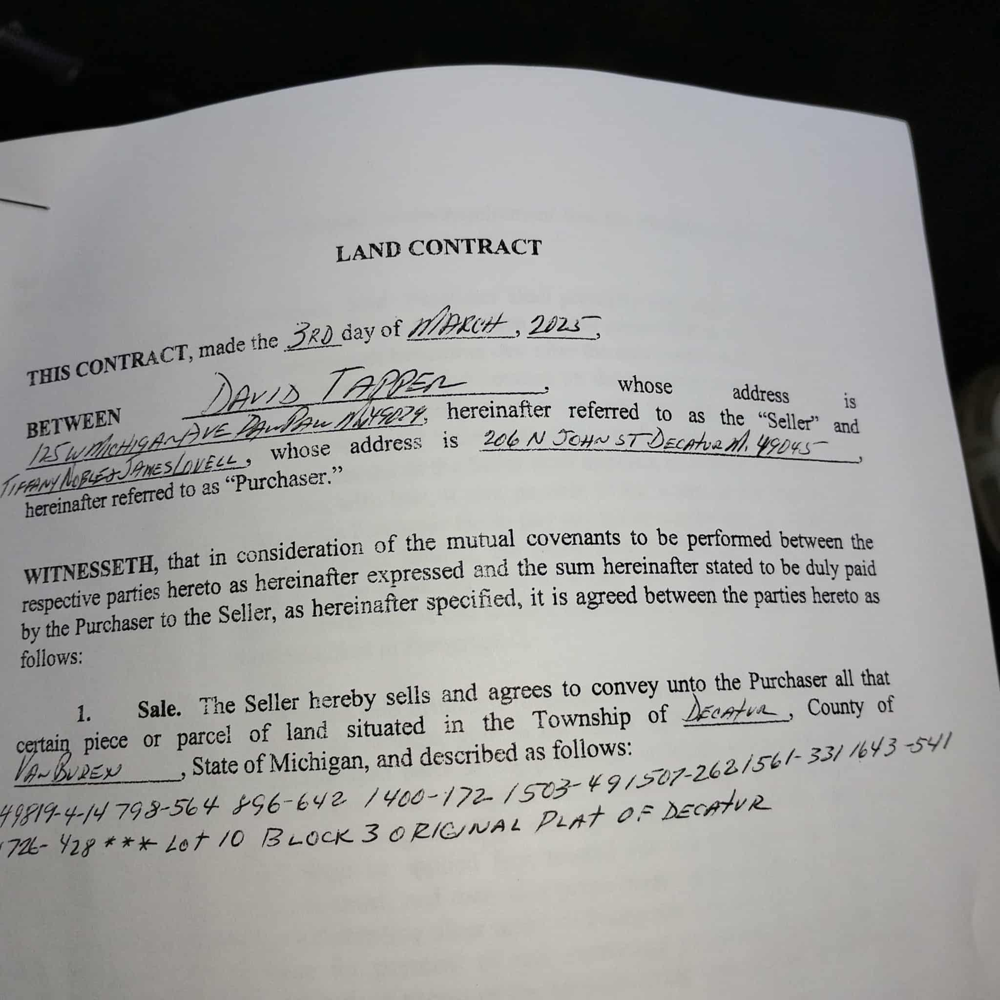 LAND CONTRACT
THIS CONTRACT, made the 3RD day of MARCH, 2025,
BETWEEN DAVID TAPPER, whose address is
125 W MICHIGAN AVE PAW PAW MI 49079, hereinafter referred to as the "Seller" and
TIFFANY NOBLE & JAMES LOVELL, whose address is 206 N JOHN ST DECATUR MI. 49045,
hereinafter referred to as "Purchaser."
WITNESSETH, that in consideration of the mutual covenants to be performed between the
respective parties hereto as hereinafter expressed and the sum hereinafter stated to be duly paid
by the Purchaser to the Seller, as hereinafter specified, it is agreed between the parties hereto as
follows:
1. Sale. The Seller hereby sells and agrees to convey unto the Purchaser all that
certain piece or parcel of land situated in the Township of DECATUR, County of
VAN BUREN, State of Michigan, and described as follows:
49819-4-14 798-564 896-642 1400-172 1503-49 1507-262 1561-331 1643-541
726-428 *** LOT 10 BLOCK 3 ORIGINAL PLAT OF DECATUR